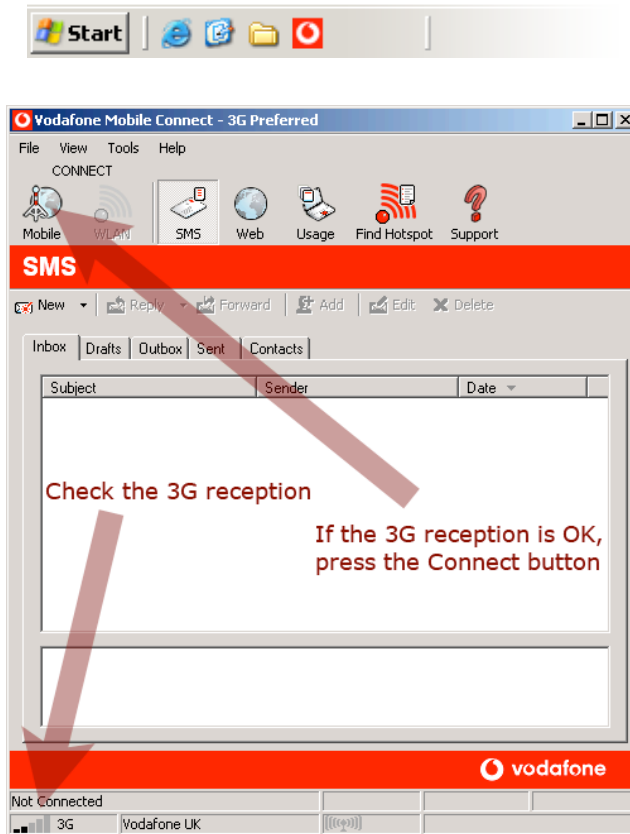 Start
Vodafone Mobile Connect - 3G Preferred
File View Tools Help
CONNECT
Mobile WLAN SMS Web Usage Find Hotspot Support
SMS
New Reply Forward Add Edit Delete
Inbox Drafts Outbox Sent Contacts
Subject Sender Date
Check the 3G reception
If the 3G reception is OK,
press the Connect button
vodafone
Not Connected
3G Vodafone UK